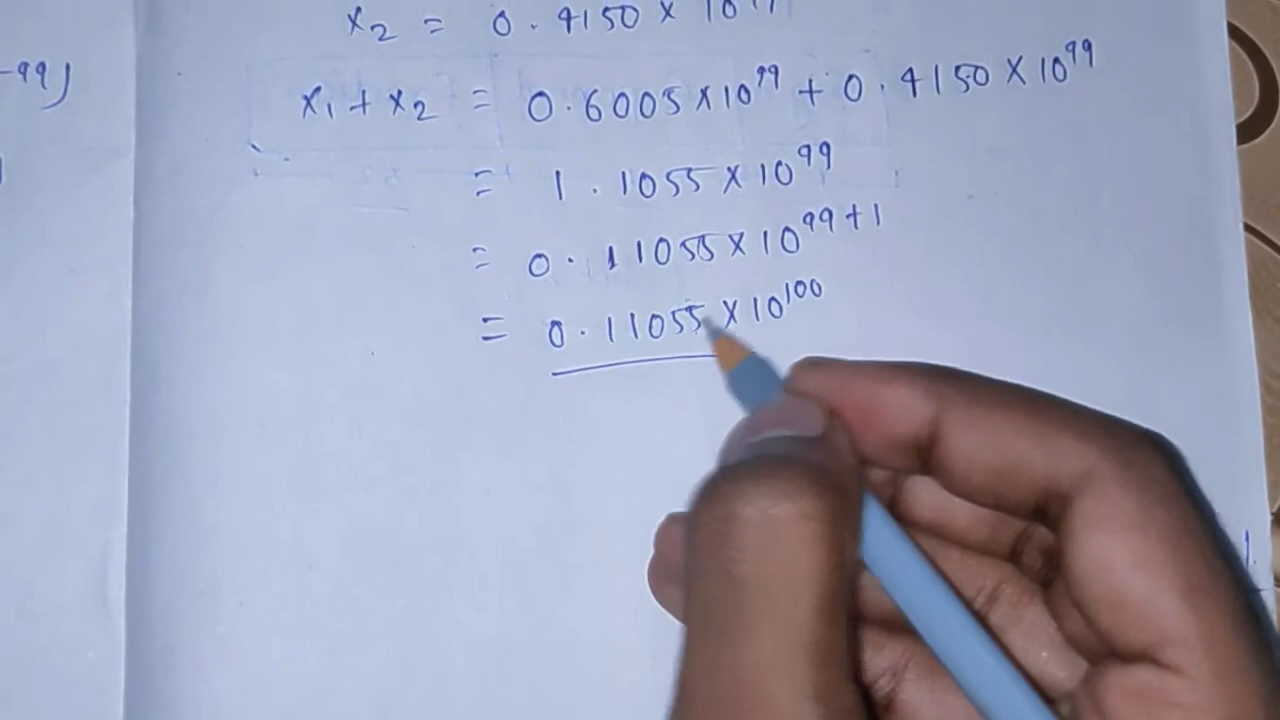 x₂ = 0.4150 × 10
-99)
x₁ + x₂ = 0.6005 × 10⁹⁹ + 0.4150 × 10⁹⁹
= 1.1055 × 10⁹⁹
= 0.11055 × 10⁹⁹⁺¹
= 0.11055 × 10¹⁰⁰